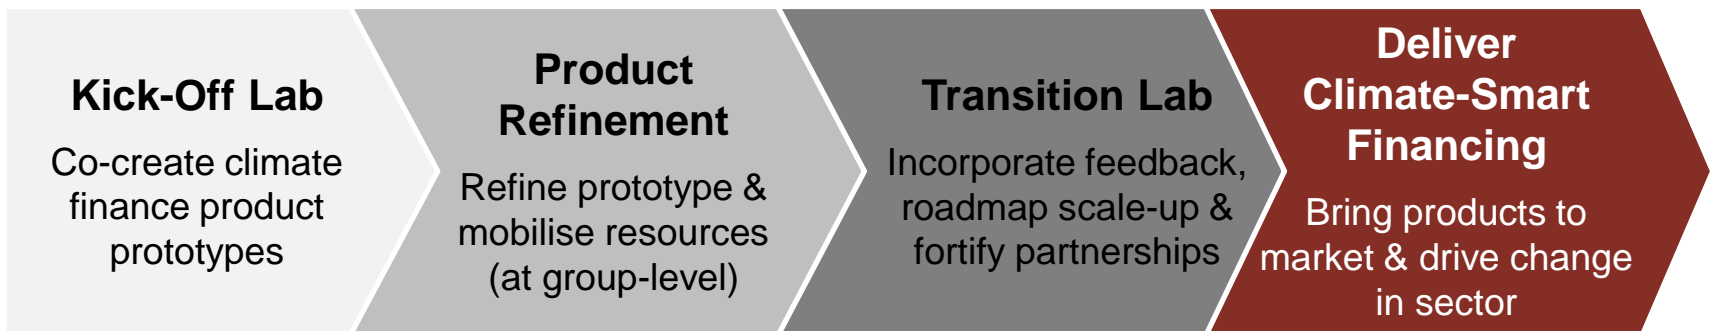 Kick-Off Lab
Co-create climate
finance product
prototypes
Product
Refinement
Refine prototype &
mobilise resources
(at group-level)
Transition Lab
Incorporate feedback,
roadmap scale-up &
fortify partnerships
Deliver
Climate-Smart
Financing
Bring products to
market & drive change
in sector